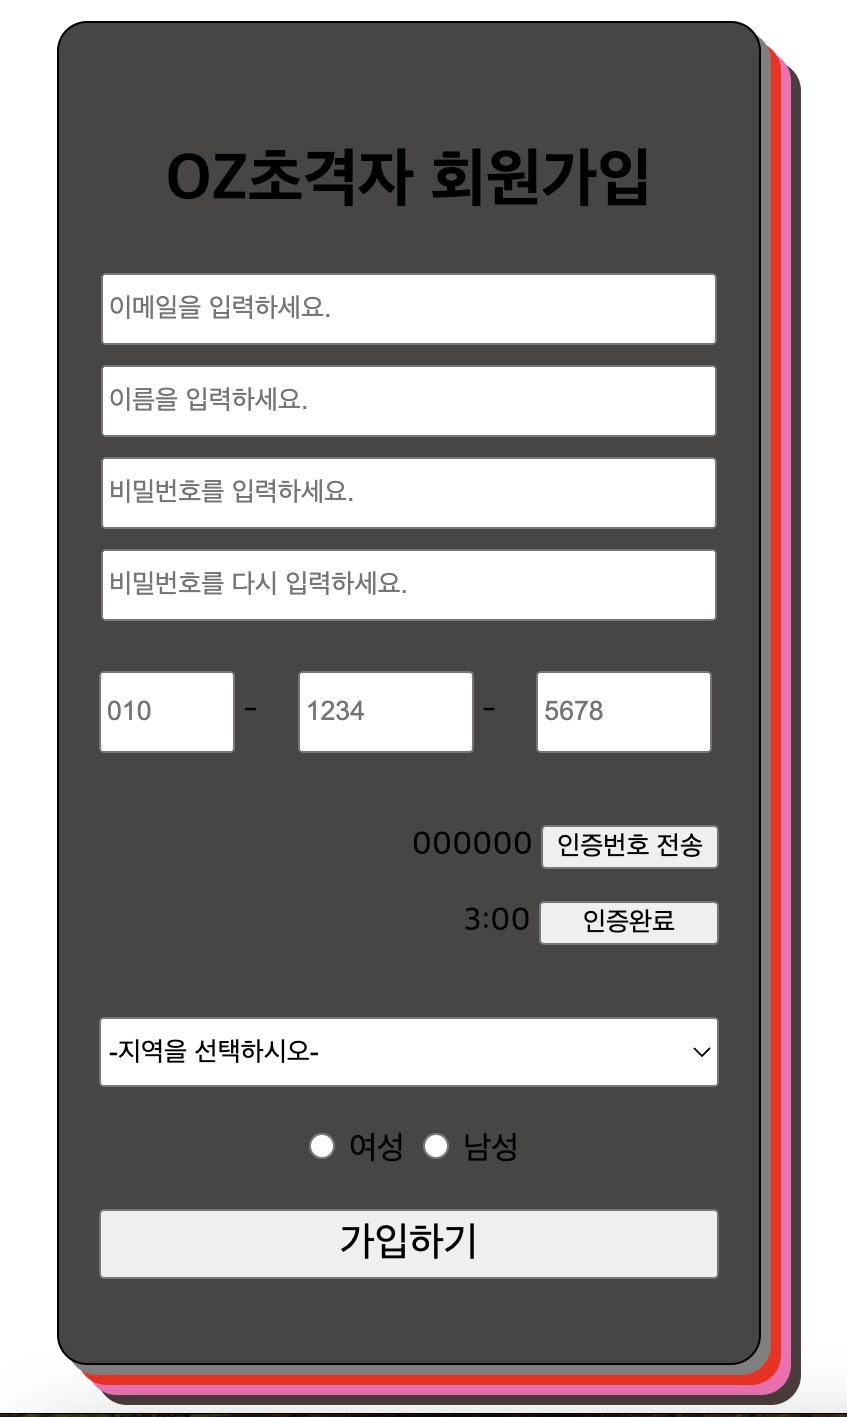 OZ초격자 회원가입
이메일을 입력하세요.
이름을 입력하세요.
비밀번호를 입력하세요.
비밀번호를 다시 입력하세요.
010 - 1234 - 5678
000000 인증번호 전송
3:00 인증완료
-지역을 선택하시오-
여성 남성
가입하기